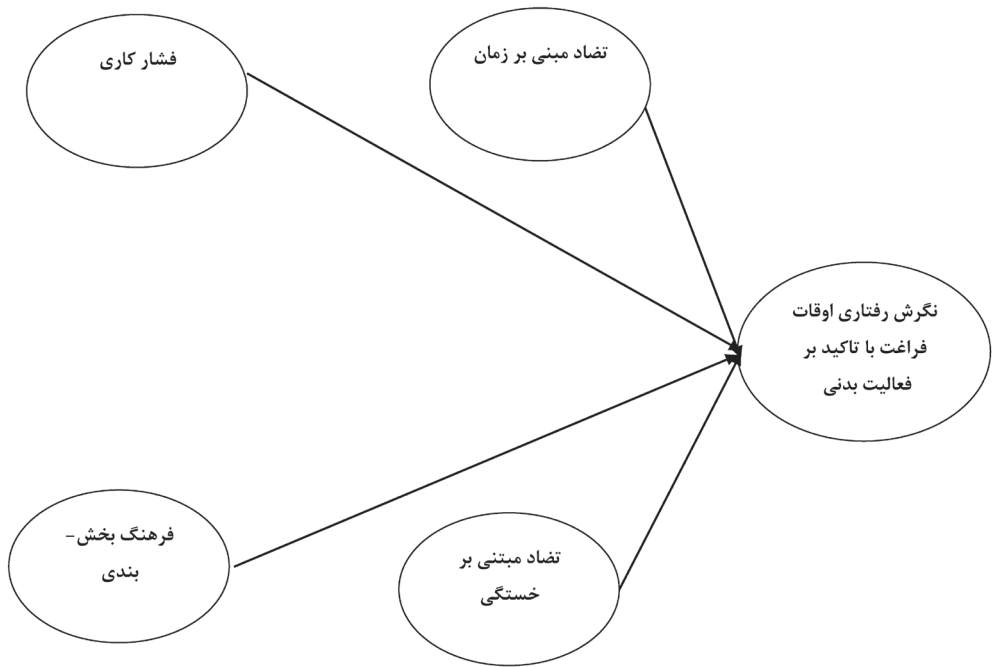 تضاد مبنی بر زمان
فشار کاری
نگرش رفتاری اوقات
فراغت با تاکید بر
فعالیت بدنی
تضاد مبتنی بر
خستگی
فرهنگ بخش-
بندی